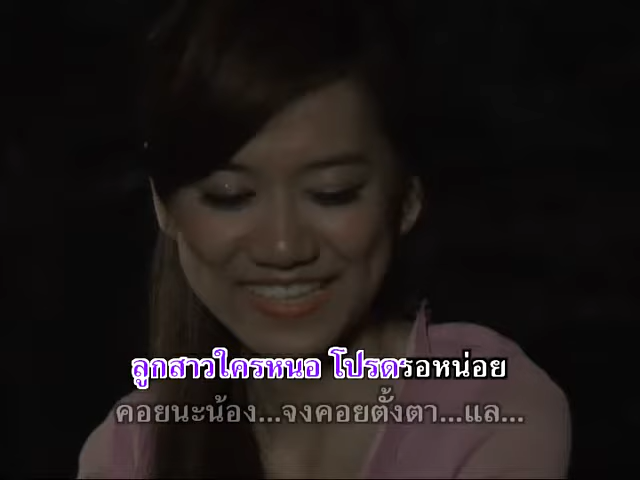 ลูกสาวใครหนอ โปรดรอหน่อย
คอยนะน้อง...จงคอยตั้งตา...แล...